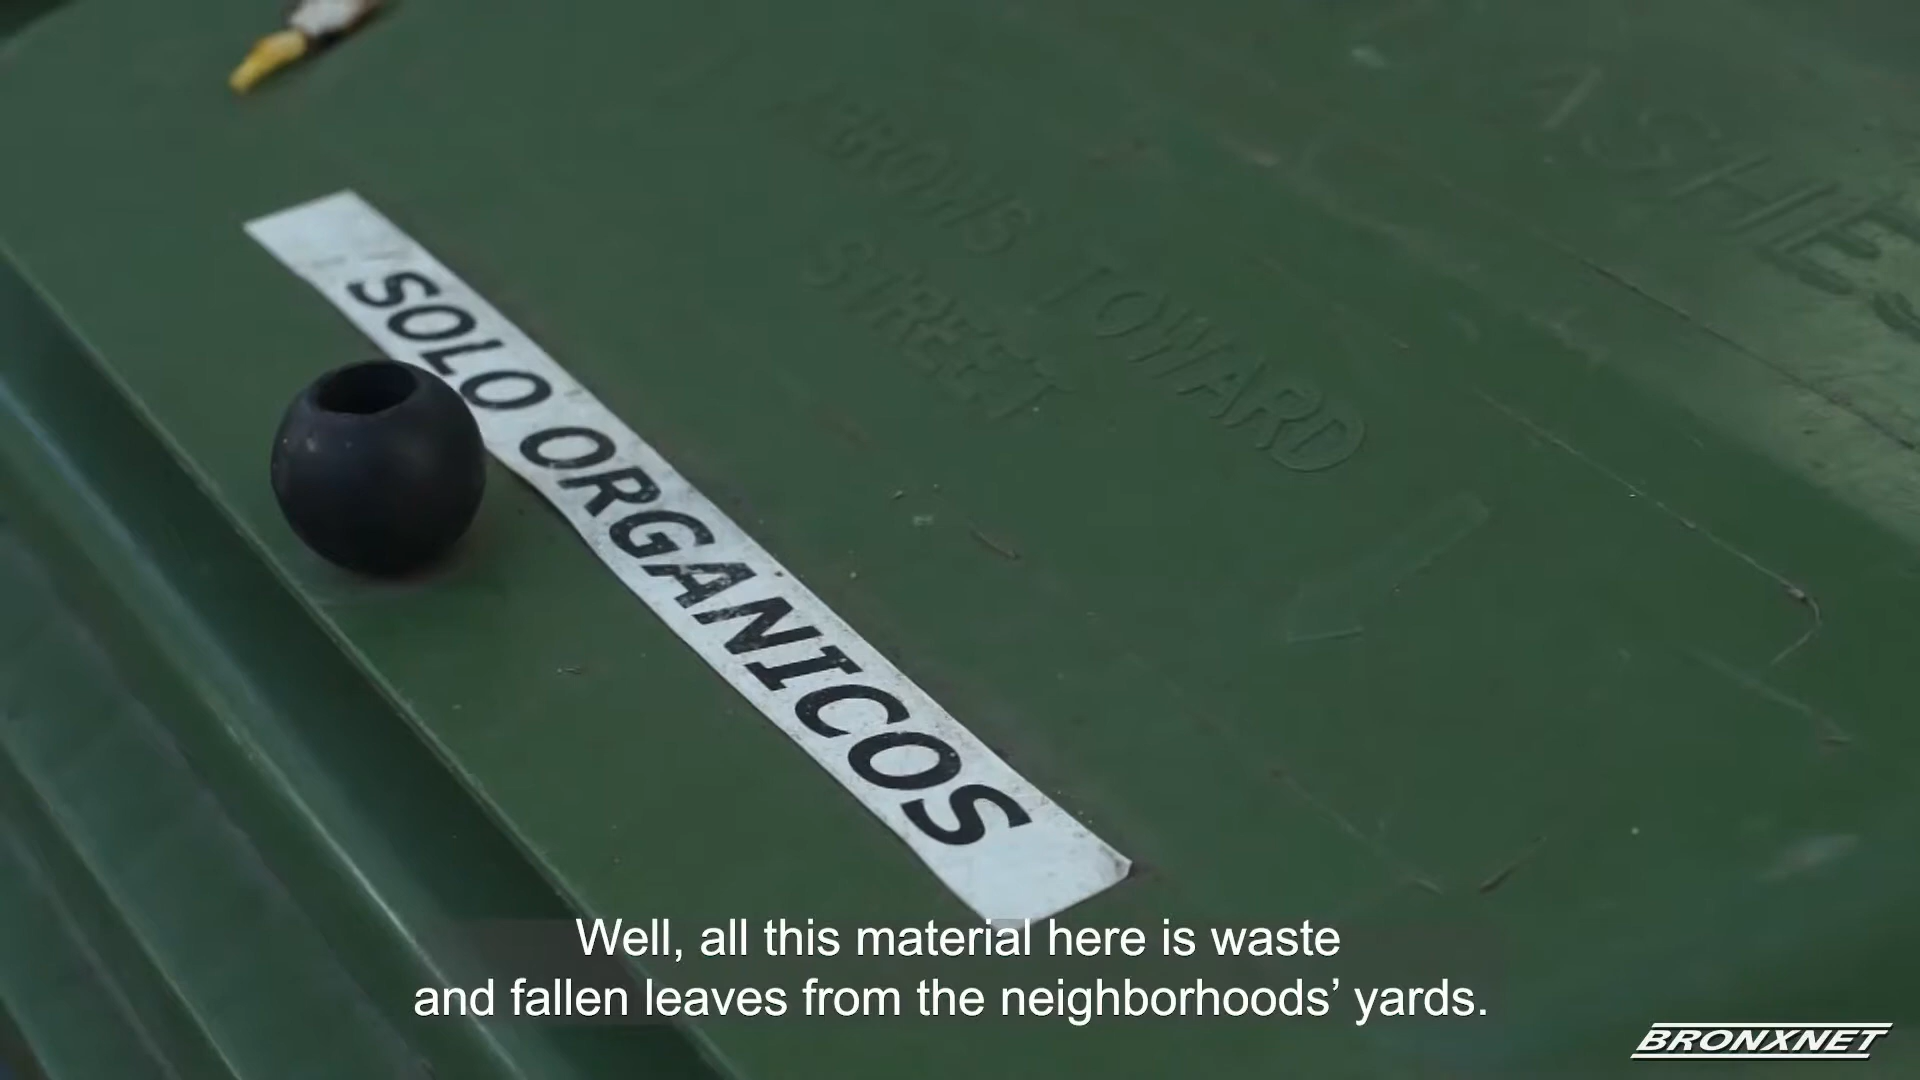 SOLO ORGANICOS
ARROWS TOWARD
STREET
ASHES
Well, all this material here is waste
and fallen leaves from the neighborhoods’ yards.
BRONXNET